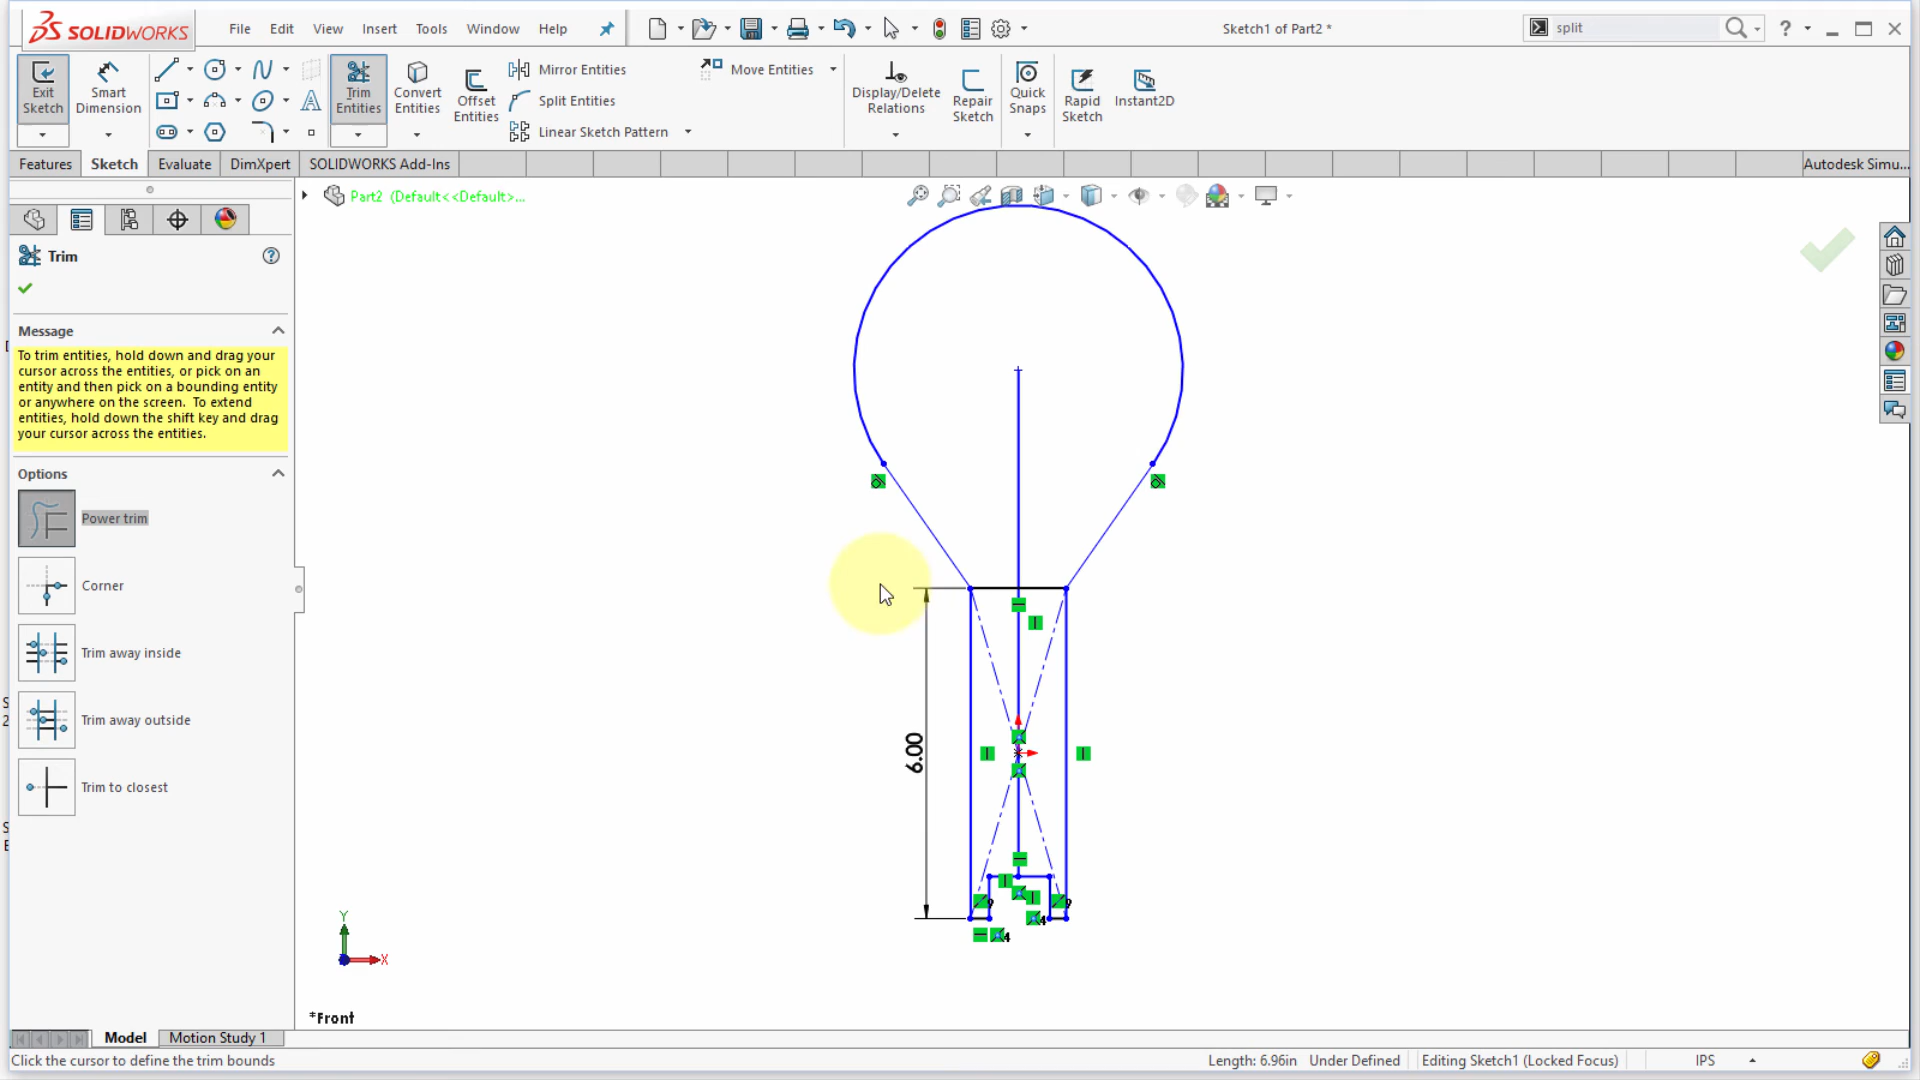 SOLIDWORKS
File Edit View Insert Tools Window Help
Sketch1 of Part2 *
split
?
Exit Sketch
Smart Dimension
Trim Entities
Convert Entities
Offset Entities
Mirror Entities
Split Entities
Linear Sketch Pattern
Move Entities
Display/Delete Relations
Repair Sketch
Quick Snaps
Rapid Sketch
Instant2D
Features Sketch Evaluate DimXpert SOLIDWORKS Add-Ins
Autodesk Simu...
Part2 (Default<<Default>...
Trim
?
Message
To trim entities, hold down and drag your
cursor across the entities, or pick on an
entity and then pick on a bounding entity
or anywhere on the screen. To extend
entities, hold down the shift key and drag
your cursor across the entities.
Options
Power trim
Corner
Trim away inside
Trim away outside
Trim to closest
6.00
9
9
4
4
Y
X
*Front
Model Motion Study 1
Click the cursor to define the trim bounds
Length: 6.96in Under Defined Editing Sketch1 (Locked Focus) IPS